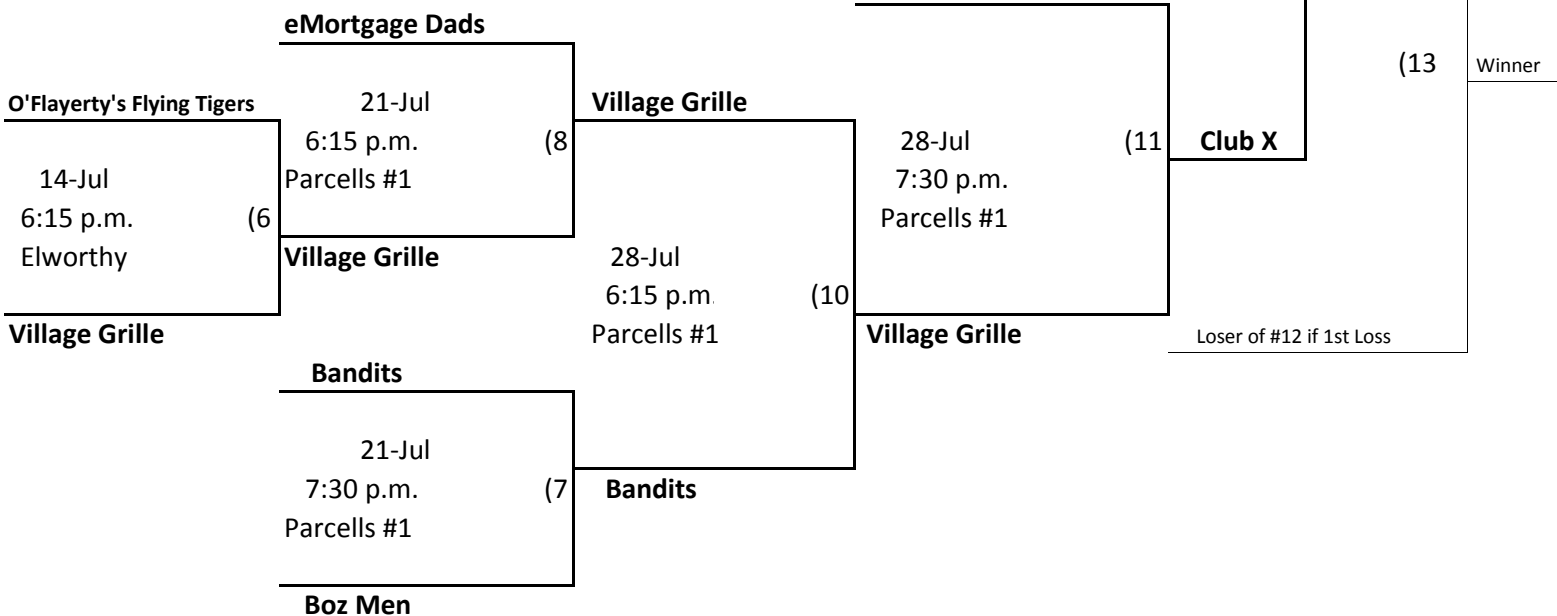 eMortgage Dads
(13 Winner
O'Flayerty's Flying Tigers 21-Jul Village Grille
6:15 p.m. (8 28-Jul (11 Club X
14-Jul Parcells #1 7:30 p.m.
6:15 p.m. (6 Parcells #1
Elworthy Village Grille 28-Jul
6:15 p.m. (10
Village Grille Parcells #1 Village Grille Loser of #12 if 1st Loss
Bandits
21-Jul
7:30 p.m. (7 Bandits
Parcells #1
Boz Men